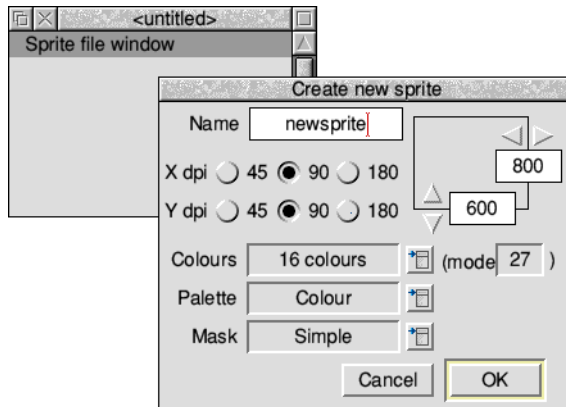 <untitled>
Sprite file window
Create new sprite
Name newsprite
800
X dpi 45 90 180
Y dpi 45 90 180
600
Colours 16 colours (mode 27 )
Palette Colour
Mask Simple
Cancel OK